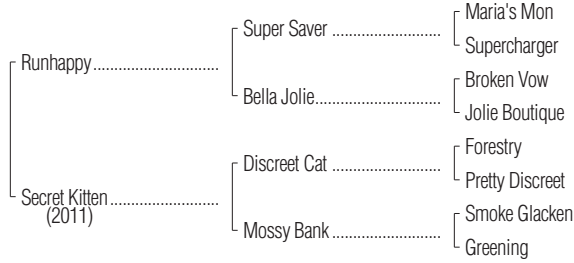 Maria's Mon
Super Saver
Supercharger
Runhappy
Broken Vow
Bella Jolie
Jolie Boutique
Forestry
Discreet Cat
Pretty Discreet
Secret Kitten
(2011)
Smoke Glacken
Mossy Bank
Greening